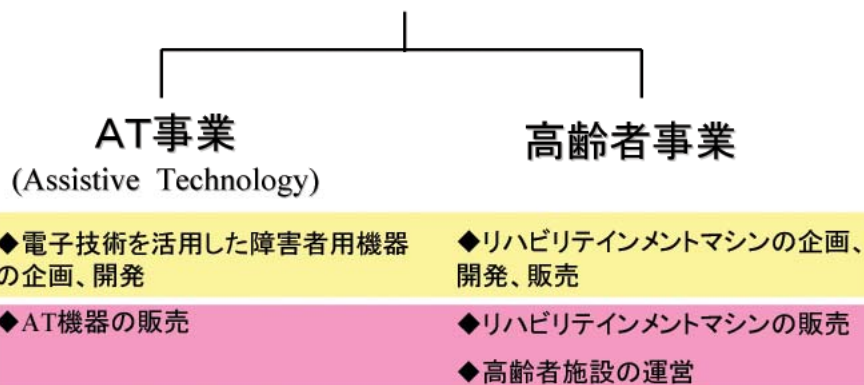 AT事業
(Assistive Technology)
高齢者事業
◆電子技術を活用した障害者用機器
の企画、開発
◆リハビリテインメントマシンの企画、
開発、販売
◆AT機器の販売
◆リハビリテインメントマシンの販売
◆高齢者施設の運営